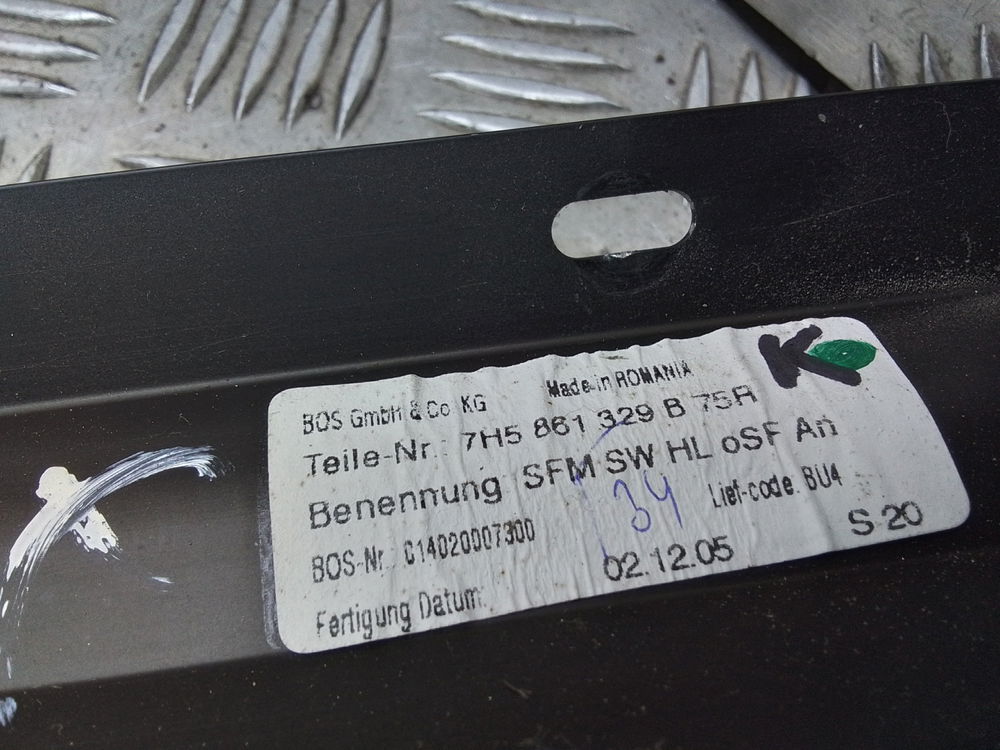 BOS GmbH & Co KG Made in ROMANIA K
Teile-Nr.: 7H5 861 329 B 75R
Benennung SFM SW HL oSF An
BOS-Nr.: C14020007300 34 Lief-code. BU4
Fertigung Datum: 02.12.05 S 20